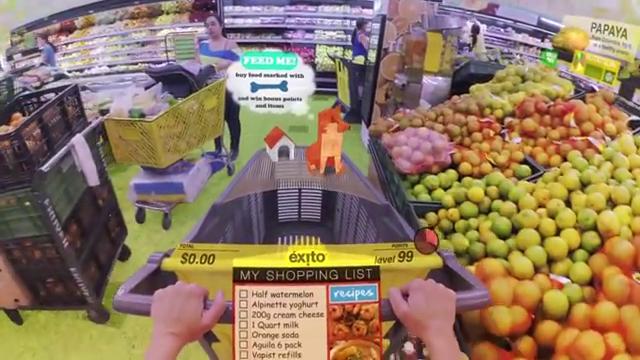 PAPAYA
FEED ME!
buy food marked with
and win bonus points
and items
TOTAL
$0.00
éxito
POINTS
level 99
MY SHOPPING LIST
Half watermelon
Alpinette yoghurt
200g cream cheese
1 Quart milk
Orange soda
Aguila 6 pack
Vapist refills
recipes